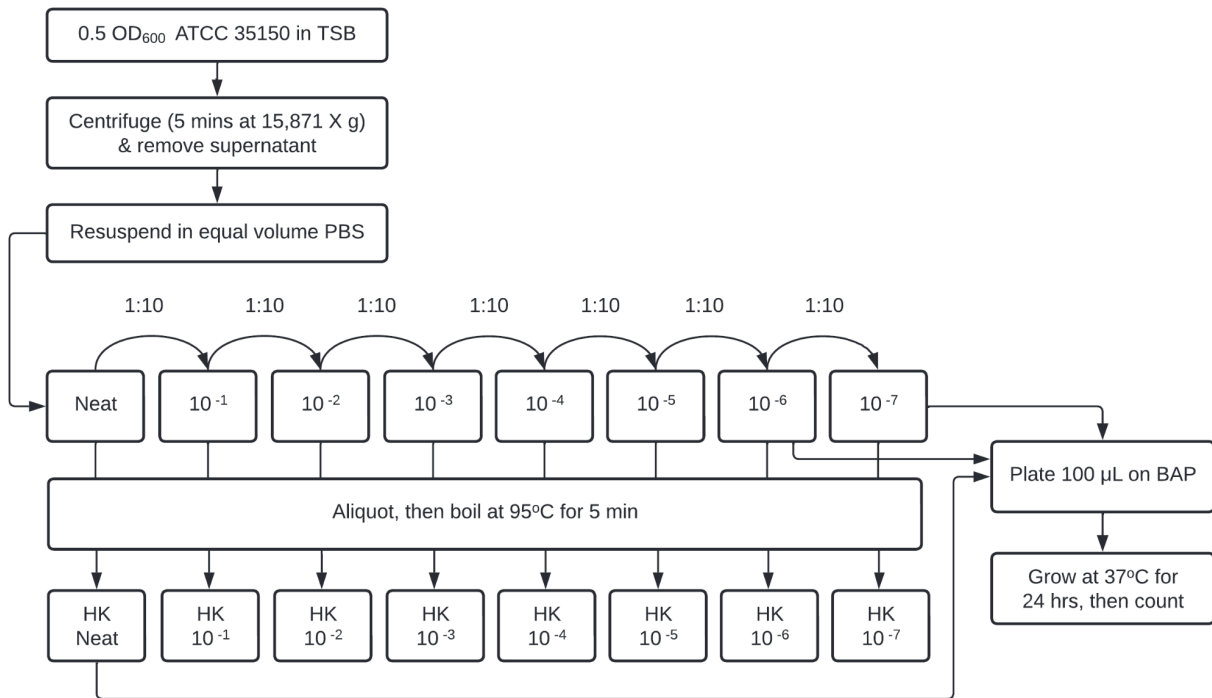 0.5 OD₆₀₀ ATCC 35150 in TSB
Centrifuge (5 mins at 15,871 X g)
& remove supernatant
Resuspend in equal volume PBS
1:10 1:10 1:10 1:10 1:10 1:10 1:10
Neat 10⁻¹ 10⁻² 10⁻³ 10⁻⁴ 10⁻⁵ 10⁻⁶ 10⁻⁷
Plate 100 µL on BAP
Aliquot, then boil at 95ºC for 5 min
HK HK HK HK HK HK HK HK
Neat 10⁻¹ 10⁻² 10⁻³ 10⁻⁴ 10⁻⁵ 10⁻⁶ 10⁻⁷
Grow at 37ºC for
24 hrs, then count